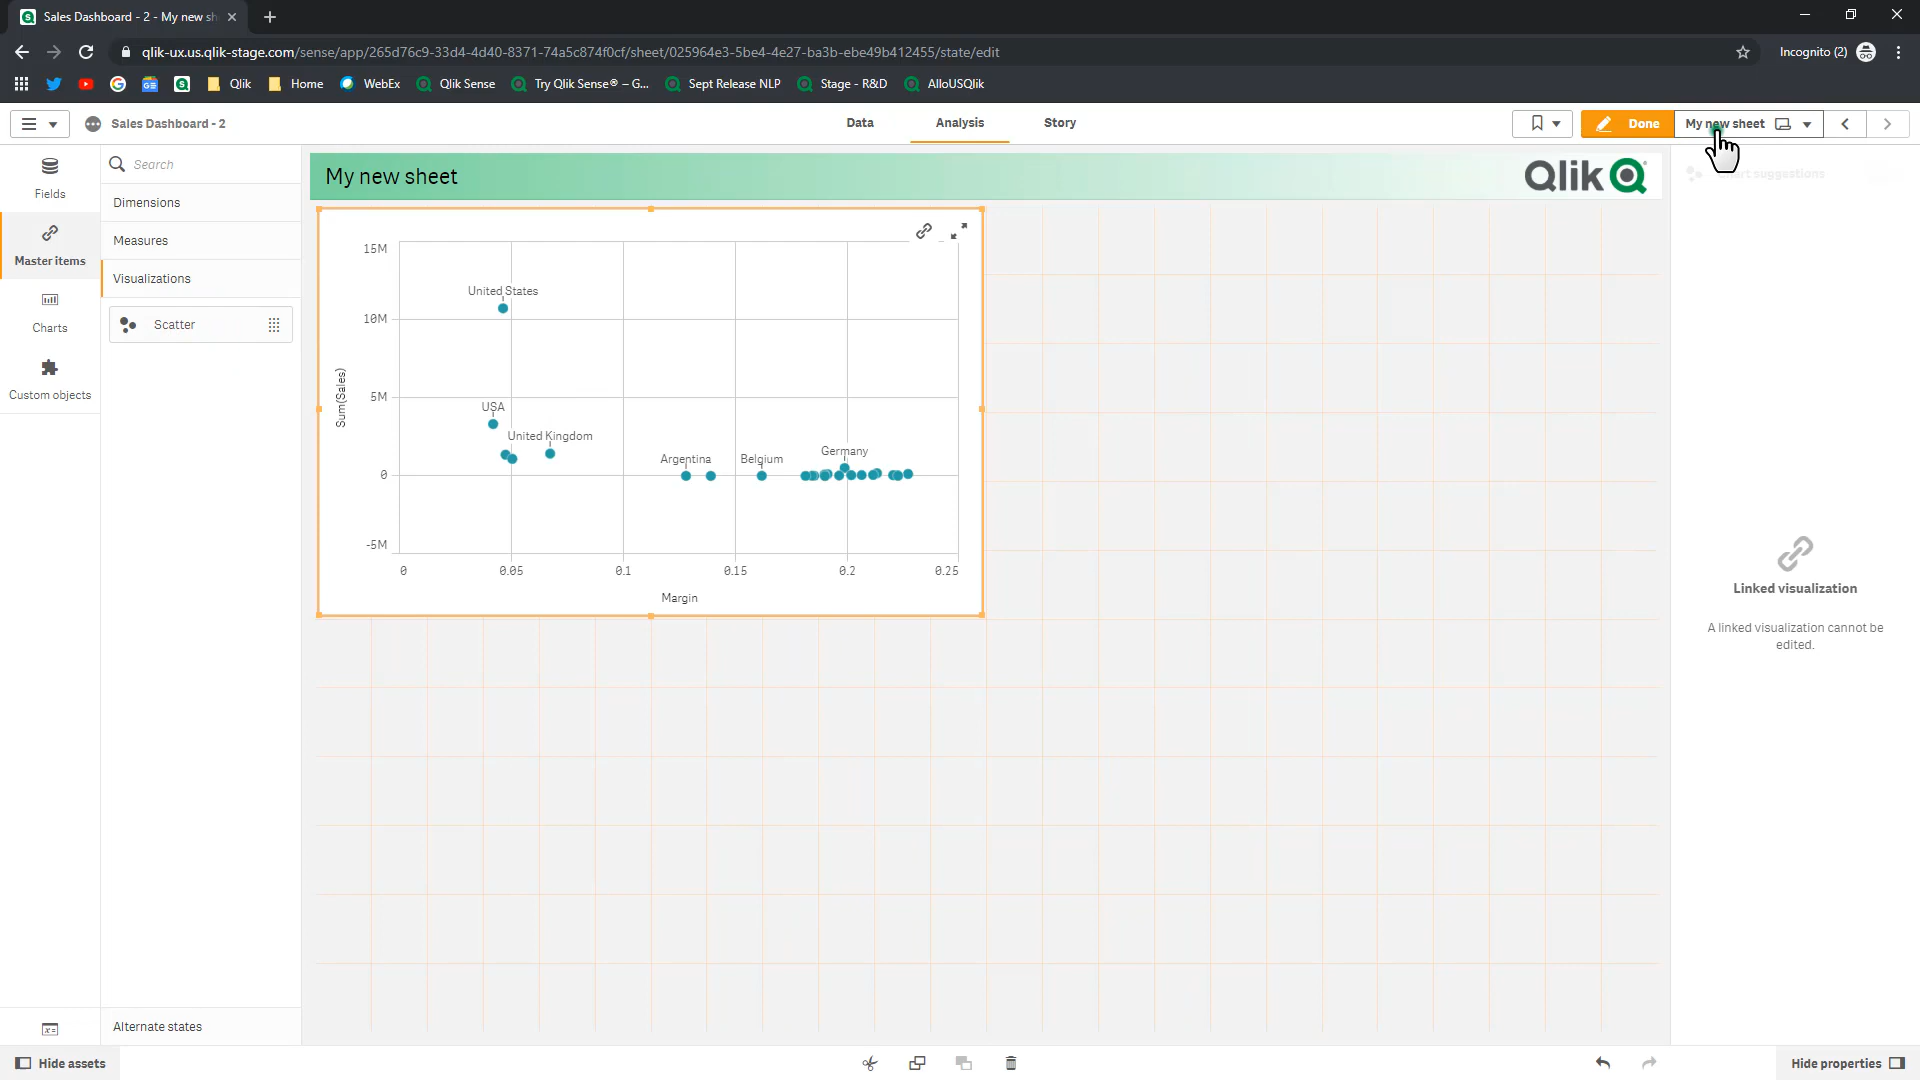 Sales Dashboard - 2 - My new sh
qlik-ux.us.qlik-stage.com/sense/app/265d76c9-33d4-4d40-8371-74a5c874f0cf/sheet/025964e3-5be4-4e27-ba3b-ebe49b412455/state/edit
Incognito (2)
Qlik
Home
WebEx
Qlik Sense
Try Qlik Sense® – G...
Sept Release NLP
Stage - R&D
AlloUSQlik
Sales Dashboard - 2
Data
Analysis
Story
Done
My new sheet
Fields
Master items
Charts
Custom objects
Search
Dimensions
Measures
Visualizations
Scatter
Alternate states
My new sheet
Qlik
15M
10M
5M
0
-5M
Sum(Sales)
United States
USA
United Kingdom
Argentina
Belgium
Germany
0
0.05
0.1
0.15
0.2
0.25
Margin
Chart suggestions
Linked visualization
A linked visualization cannot be
edited.
Hide assets
Hide properties